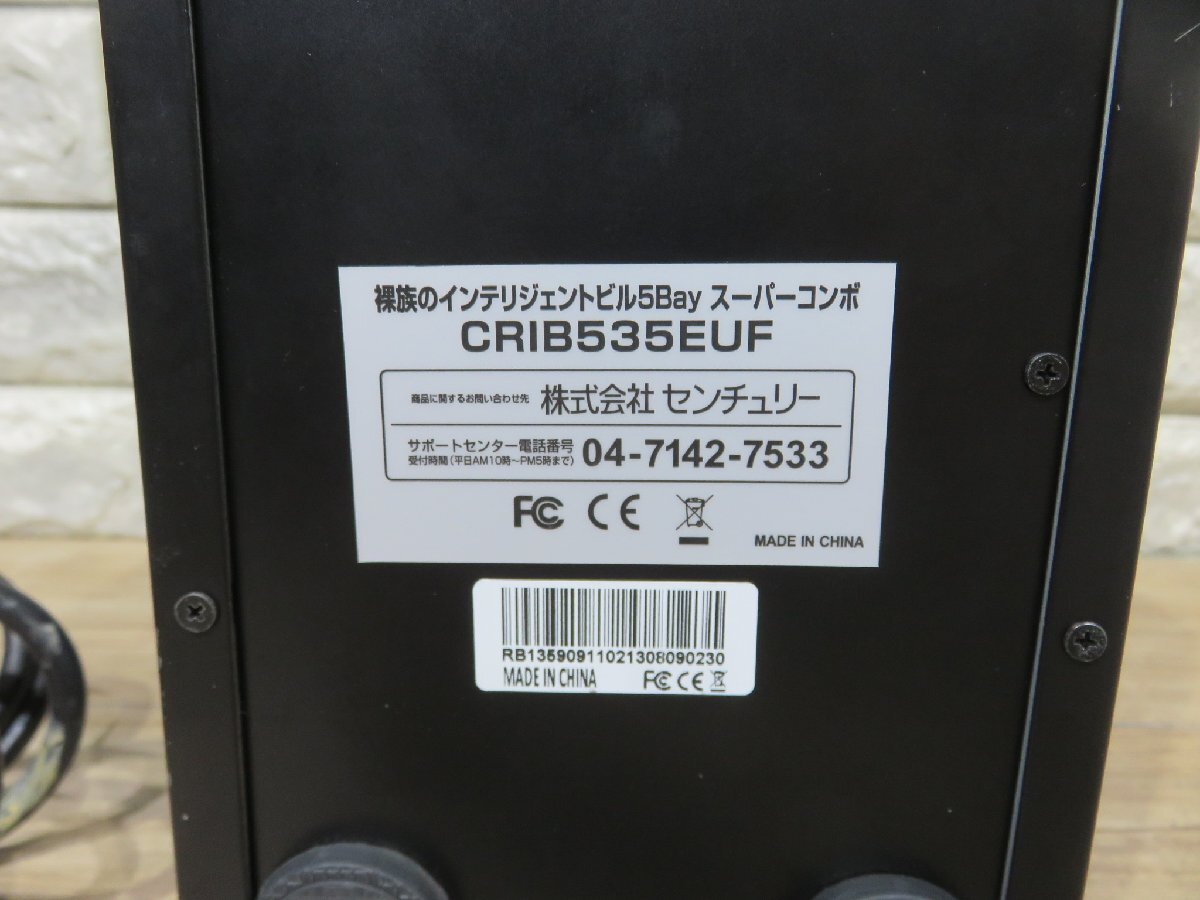 裸族のインテリジェントビル5Bay スーパーコンボ
CRIB535EUF
商品に関するお問い合わせ先 株式会社 センチュリー
サポートセンター電話番号
受付時間(平日AM10時〜PM5時まで) 04-7142-7533
FC CE
MADE IN CHINA
RB13590911021308090230
MADE IN CHINA FC CE